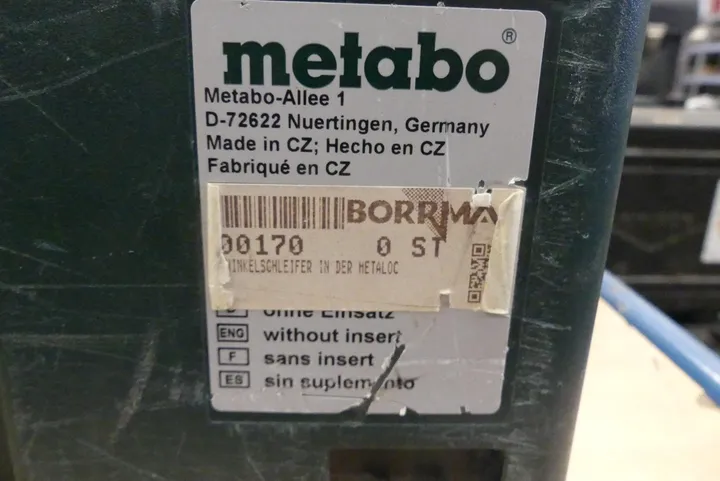 metabo®
Metabo-Allee 1
D-72622 Nuertingen, Germany
Made in CZ; Hecho en CZ
Fabriqué en CZ
BORRMA
00170 0 ST
WINKELSCHLEIFER IN DER METALOC
D ohne Einsatz
ENG without insert
F sans insert
ES sin suplemento